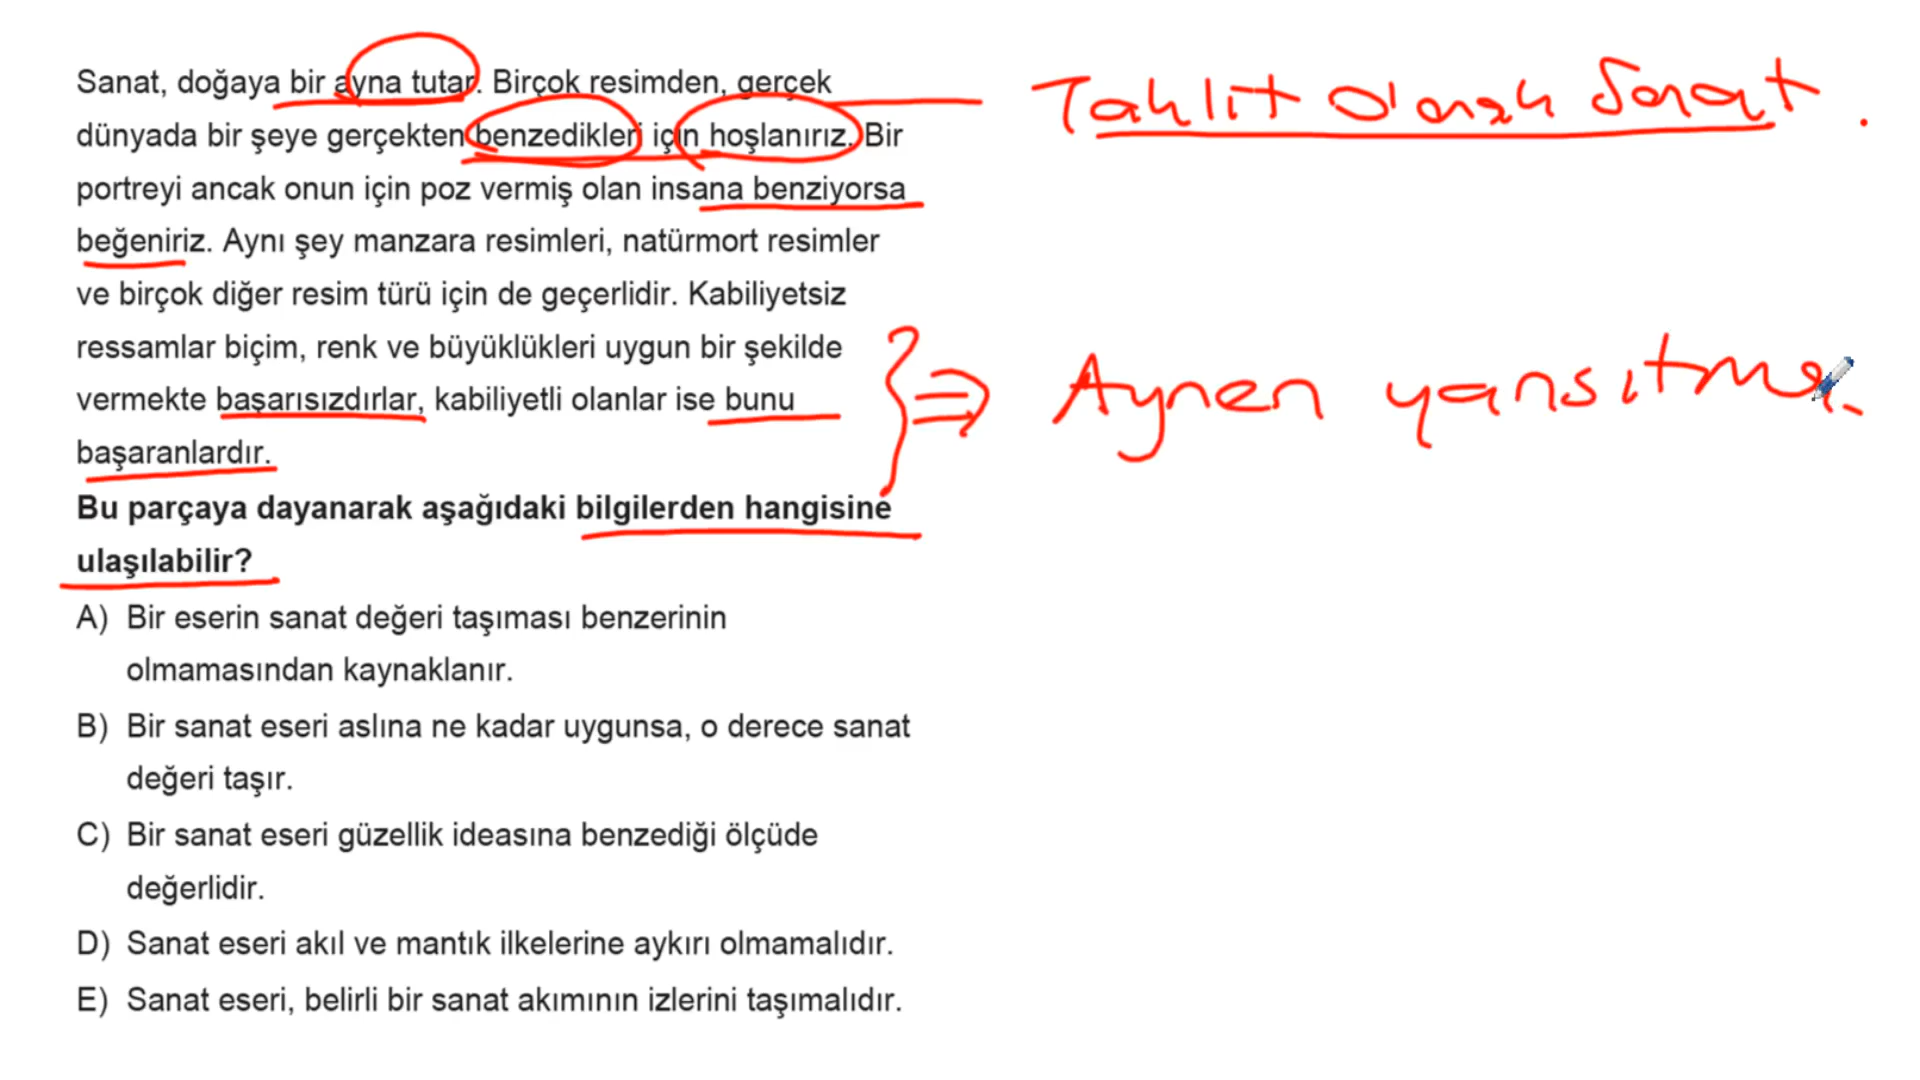 Sanat, doğaya bir ayna tutar. Birçok resimden, gerçek
dünyada bir şeye gerçekten benzedikleri için hoşlanırız. Bir
portreyi ancak onun için poz vermiş olan insana benziyorsa
beğeniriz. Aynı şey manzara resimleri, natürmort resimler
ve birçok diğer resim türü için de geçerlidir. Kabiliyetsiz
ressamlar biçim, renk ve büyüklükleri uygun bir şekilde
vermekte başarısızdırlar, kabiliyetli olanlar ise bunu
başaranlardır.
Bu parçaya dayanarak aşağıdaki bilgilerden hangisine
ulaşılabilir?
A) Bir eserin sanat değeri taşıması benzerinin
olmamasından kaynaklanır.
B) Bir sanat eseri aslına ne kadar uygunsa, o derece sanat
değeri taşır.
C) Bir sanat eseri güzellik ideasına benzediği ölçüde
değerlidir.
D) Sanat eseri akıl ve mantık ilkelerine aykırı olmamalıdır.
E) Sanat eseri, belirli bir sanat akımının izlerini taşımalıdır.
Taklit olarak Sanat.
⇒ Aynen yansıtma.